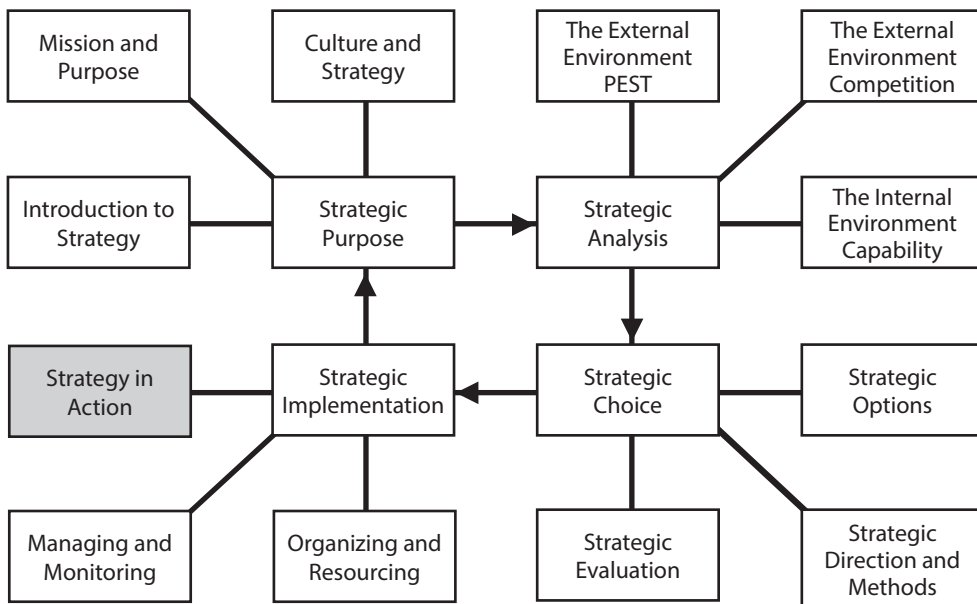 Mission and
Purpose
Culture and
Strategy
The External
Environment
PEST
The External
Environment
Competition
Introduction to
Strategy
Strategic
Purpose
Strategic
Analysis
The Internal
Environment
Capability
Strategy in
Action
Strategic
Implementation
Strategic
Choice
Strategic
Options
Managing and
Monitoring
Organizing and
Resourcing
Strategic
Evaluation
Strategic
Direction and
Methods